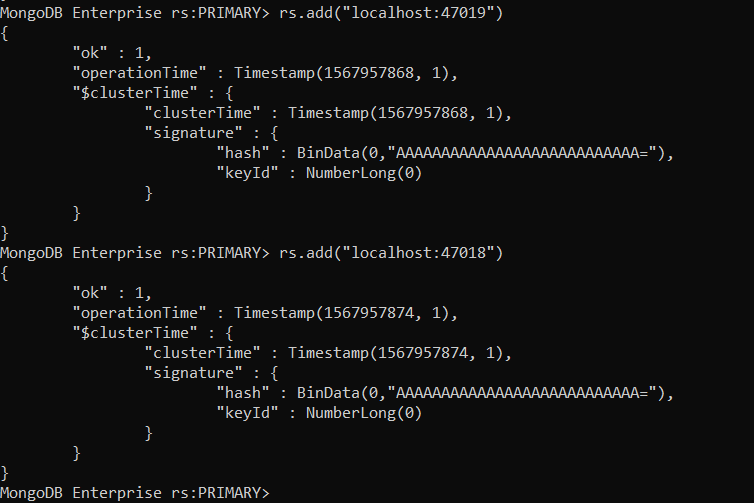 MongoDB Enterprise rs:PRIMARY> rs.add("localhost:47019")
{
        "ok" : 1,
        "operationTime" : Timestamp(1567957868, 1),
        "$clusterTime" : {
                "clusterTime" : Timestamp(1567957868, 1),
                "signature" : {
                        "hash" : BinData(0,"AAAAAAAAAAAAAAAAAAAAAAAAAAA="),
                        "keyId" : NumberLong(0)
                }
        }
}
MongoDB Enterprise rs:PRIMARY> rs.add("localhost:47018")
{
        "ok" : 1,
        "operationTime" : Timestamp(1567957874, 1),
        "$clusterTime" : {
                "clusterTime" : Timestamp(1567957874, 1),
                "signature" : {
                        "hash" : BinData(0,"AAAAAAAAAAAAAAAAAAAAAAAAAAA="),
                        "keyId" : NumberLong(0)
                }
        }
}
MongoDB Enterprise rs:PRIMARY>